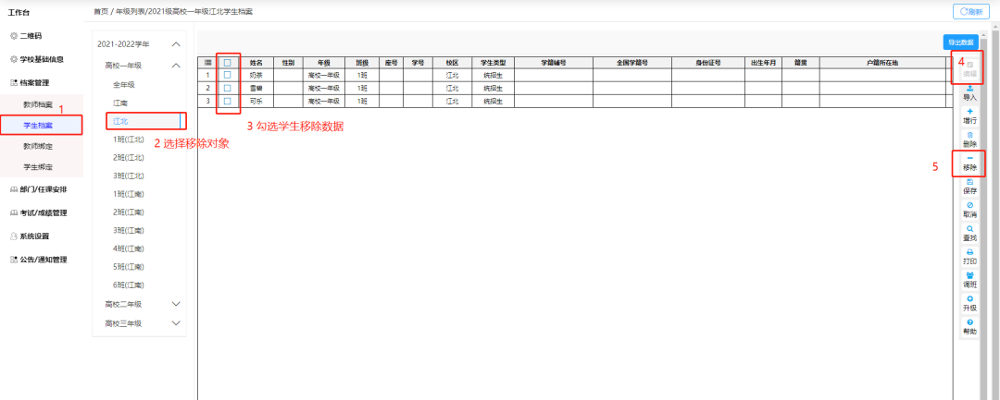 工作台
首页 / 年级列表/2021级高校一年级江北学生档案
刷新
二维码
学校基础信息
档案管理
教师档案
1
学生档案
教师绑定
学生绑定
部门/任课安排
考试/成绩管理
系统设置
公告/通知管理
2021-2022学年
高校一年级
全年级
江南
江北
2 选择移除对象
1班(江北)
2班(江北)
3班(江北)
1班(江南)
2班(江南)
3班(江南)
4班(江南)
5班(江南)
6班(江南)
高校二年级
高校三年级
导出数据
姓名 性别 年级 班级 座号 学号 校区 学生类型 学籍辅号 全国学籍号 身份证号 出生年月 籍贯 户籍所在地
1 奶茶 高校一年级 1班 江北 统招生
2 雪碧 高校一年级 1班 江北 统招生
3 可乐 高校一年级 1班 江北 统招生
3 勾选学生移除数据
4
编辑
导入
增行
删除
5
移除
保存
取消
查找
打印
调班
升级
帮助